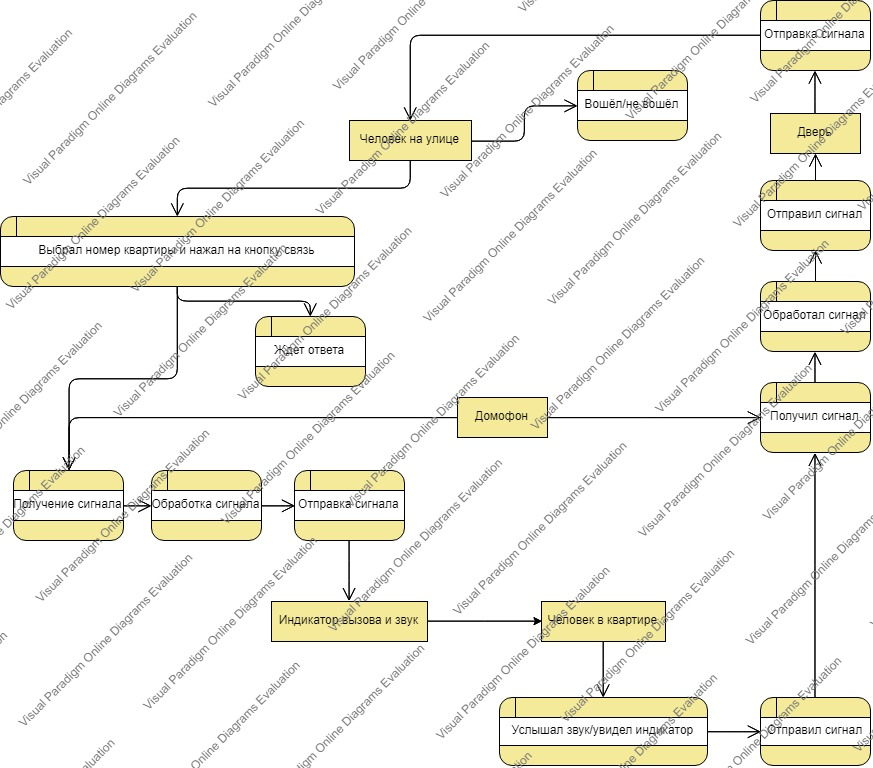 Отправка сигнала
Вошёл/не вошёл
Человек на улице
Дверь
Отправил сигнал
Выбрал номер квартиры и нажал на кнопку связь
Обработал сигнал
Ждёт ответа
Домофон
Получил сигнал
Получение сигнала
Обработка сигнала
Отправка сигнала
Индикатор вызова и звук
Человек в квартире
Услышал звук/увидел индикатор
Отправил сигнал
Visual Paradigm Online Diagrams Evaluation